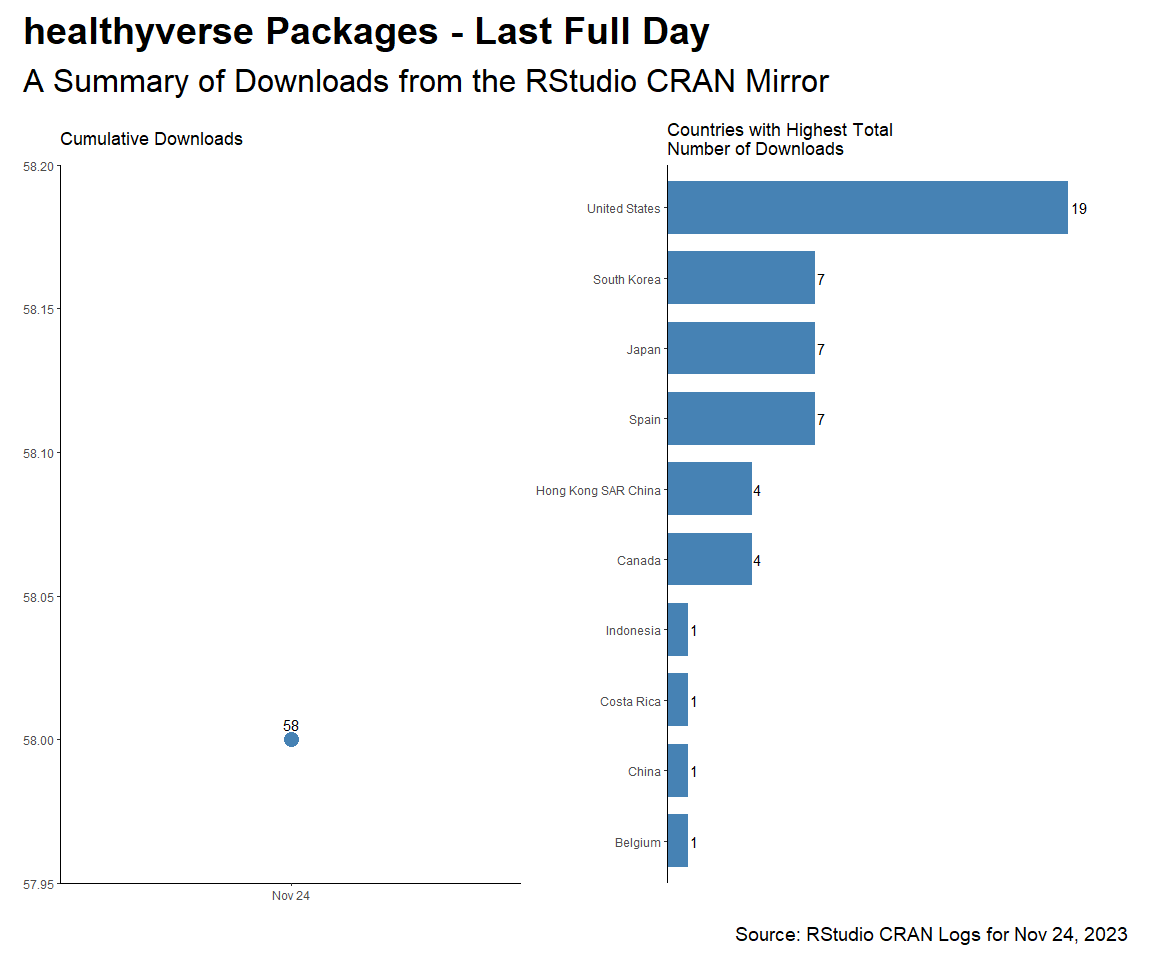 healthyverse Packages - Last Full Day
A Summary of Downloads from the RStudio CRAN Mirror
Cumulative Downloads
58.20
58.15
58.10
58.05
58.00
57.95
58
Nov 24
Countries with Highest Total
Number of Downloads
United States 19
South Korea 7
Japan 7
Spain 7
Hong Kong SAR China 4
Canada 4
Indonesia 1
Costa Rica 1
China 1
Belgium 1
Source: RStudio CRAN Logs for Nov 24, 2023